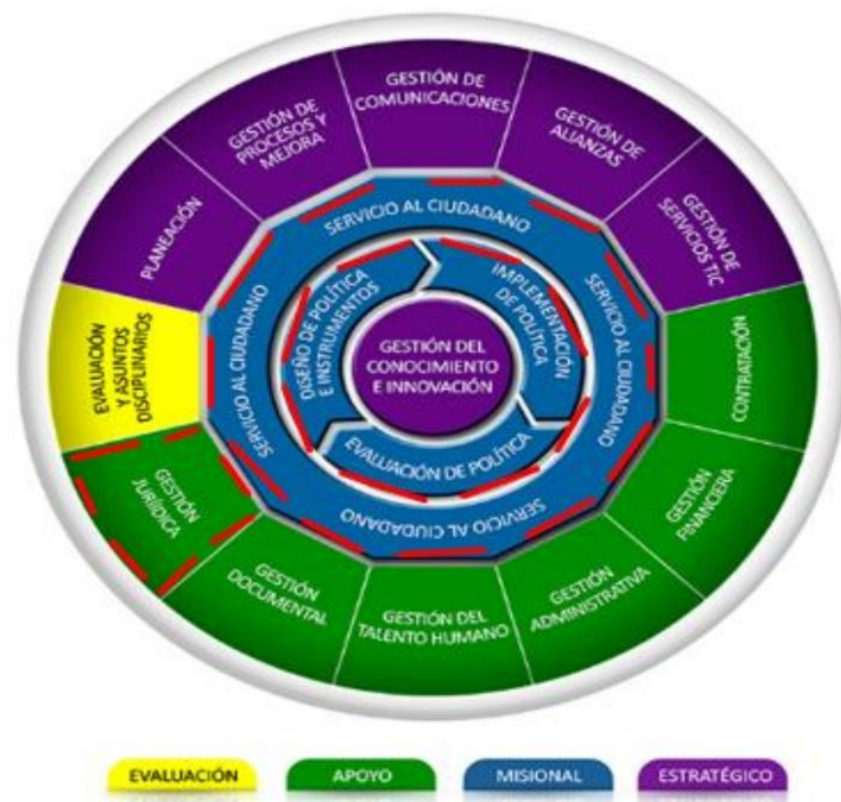 GESTIÓN DE
COMUNICACIONES
GESTIÓN DE
ALIANZAS
GESTIÓN DE
SERVICIOS TIC
CONTRATACIÓN
GESTIÓN
FINANCIERA
GESTIÓN
ADMINISTRATIVA
GESTIÓN DEL
TALENTO HUMANO
GESTIÓN
DOCUMENTAL
GESTIÓN
JURÍDICA
EVALUACIÓN
Y ASUNTOS
DISCIPLINARIOS
PLANEACIÓN
GESTIÓN DE
PROCESOS Y
MEJORA
SERVICIO AL CIUDADANO
SERVICIO AL CIUDADANO
SERVICIO AL CIUDADANO
SERVICIO AL CIUDADANO
DISEÑO DE POLÍTICA
E INSTRUMENTOS
IMPLEMENTACIÓN
DE POLÍTICA
EVALUACIÓN DE POLÍTICA
GESTIÓN DEL
CONOCIMIENTO
E INNOVACIÓN
EVALUACIÓN
APOYO
MISIONAL
ESTRATÉGICO